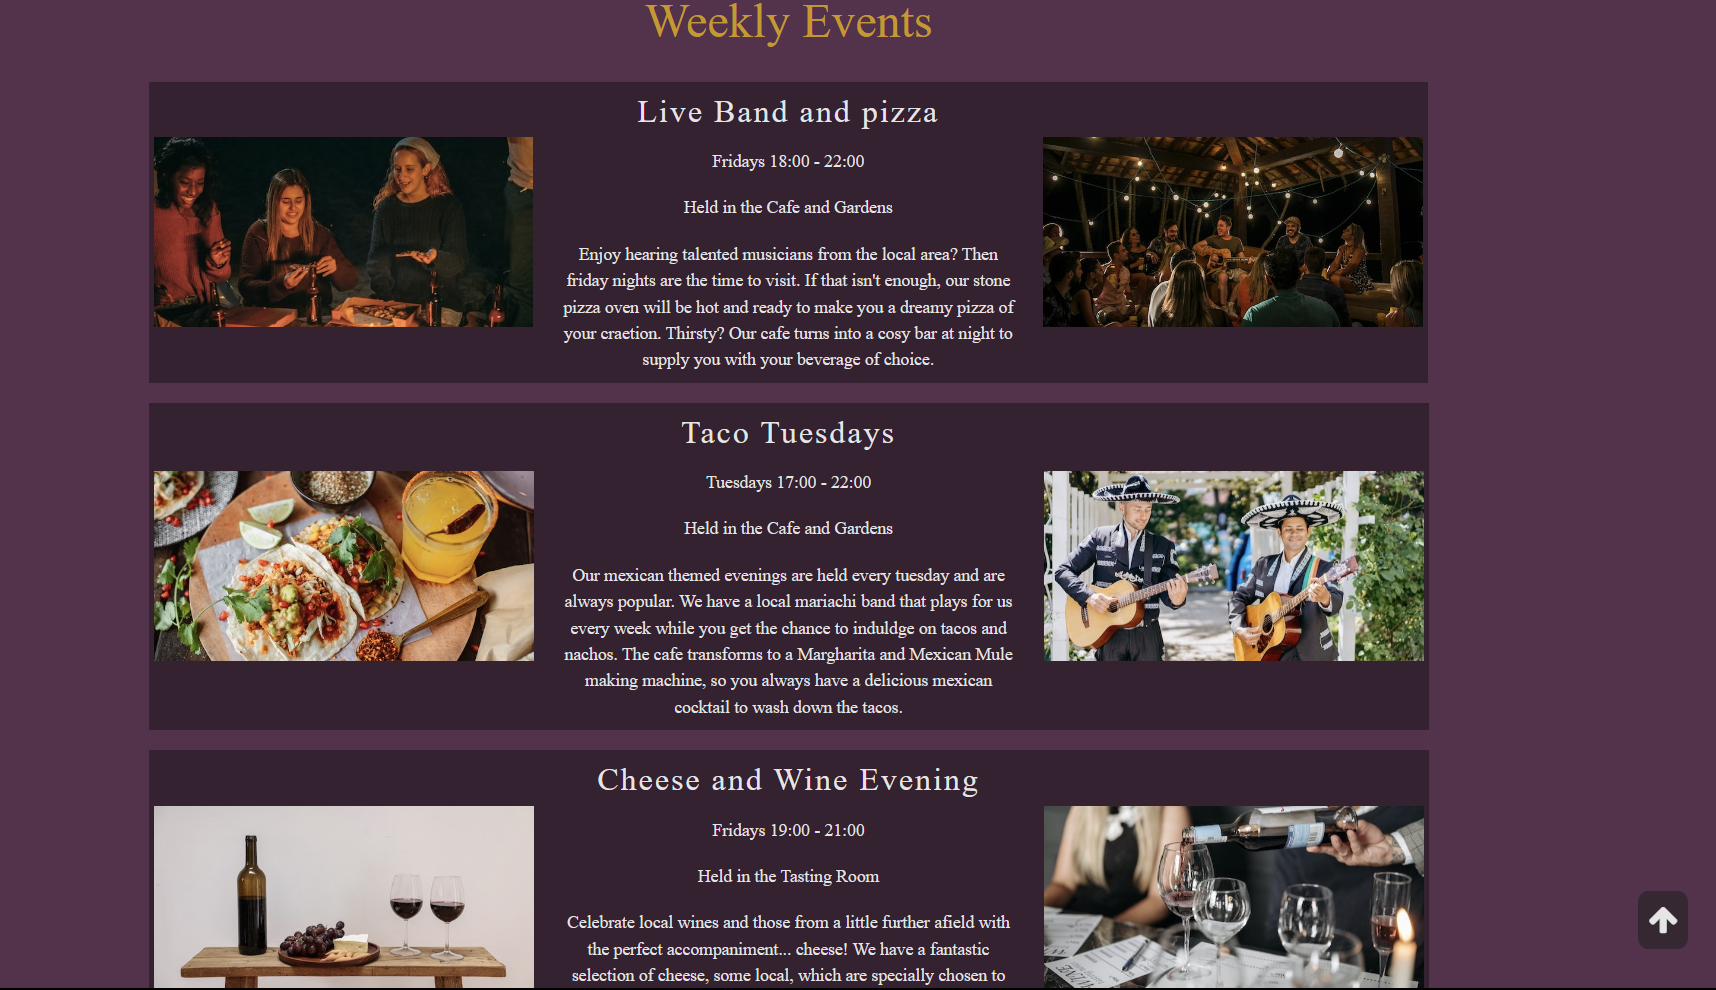 Weekly Events
Live Band and pizza
Fridays 18:00 - 22:00
Held in the Cafe and Gardens
Enjoy hearing talented musicians from the local area? Then
friday nights are the time to visit. If that isn't enough, our stone
pizza oven will be hot and ready to make you a dreamy pizza of
your craetion. Thirsty? Our cafe turns into a cosy bar at night to
supply you with your beverage of choice.
Taco Tuesdays
Tuesdays 17:00 - 22:00
Held in the Cafe and Gardens
Our mexican themed evenings are held every tuesday and are
always popular. We have a local mariachi band that plays for us
every week while you get the chance to induldge on tacos and
nachos. The cafe transforms to a Margharita and Mexican Mule
making machine, so you always have a delicious mexican
cocktail to wash down the tacos.
Cheese and Wine Evening
Fridays 19:00 - 21:00
Held in the Tasting Room
Celebrate local wines and those from a little further afield with
the perfect accompaniment... cheese! We have a fantastic
selection of cheese, some local, which are specially chosen to